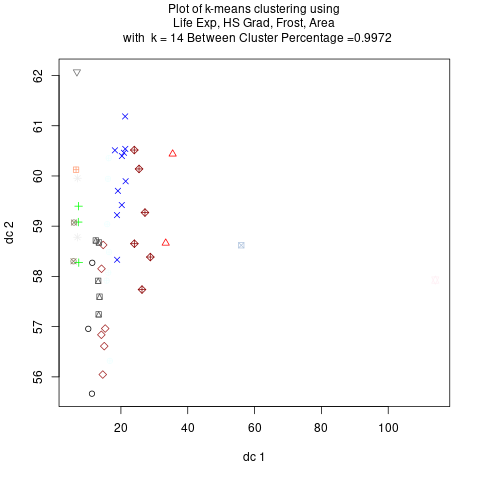 Plot of k-means clustering using
Life Exp, HS Grad, Frost, Area
with k = 14 Between Cluster Percentage =0.9972
62
61
60
59
58
57
56
dc 2
20 40 60 80 100
dc 1